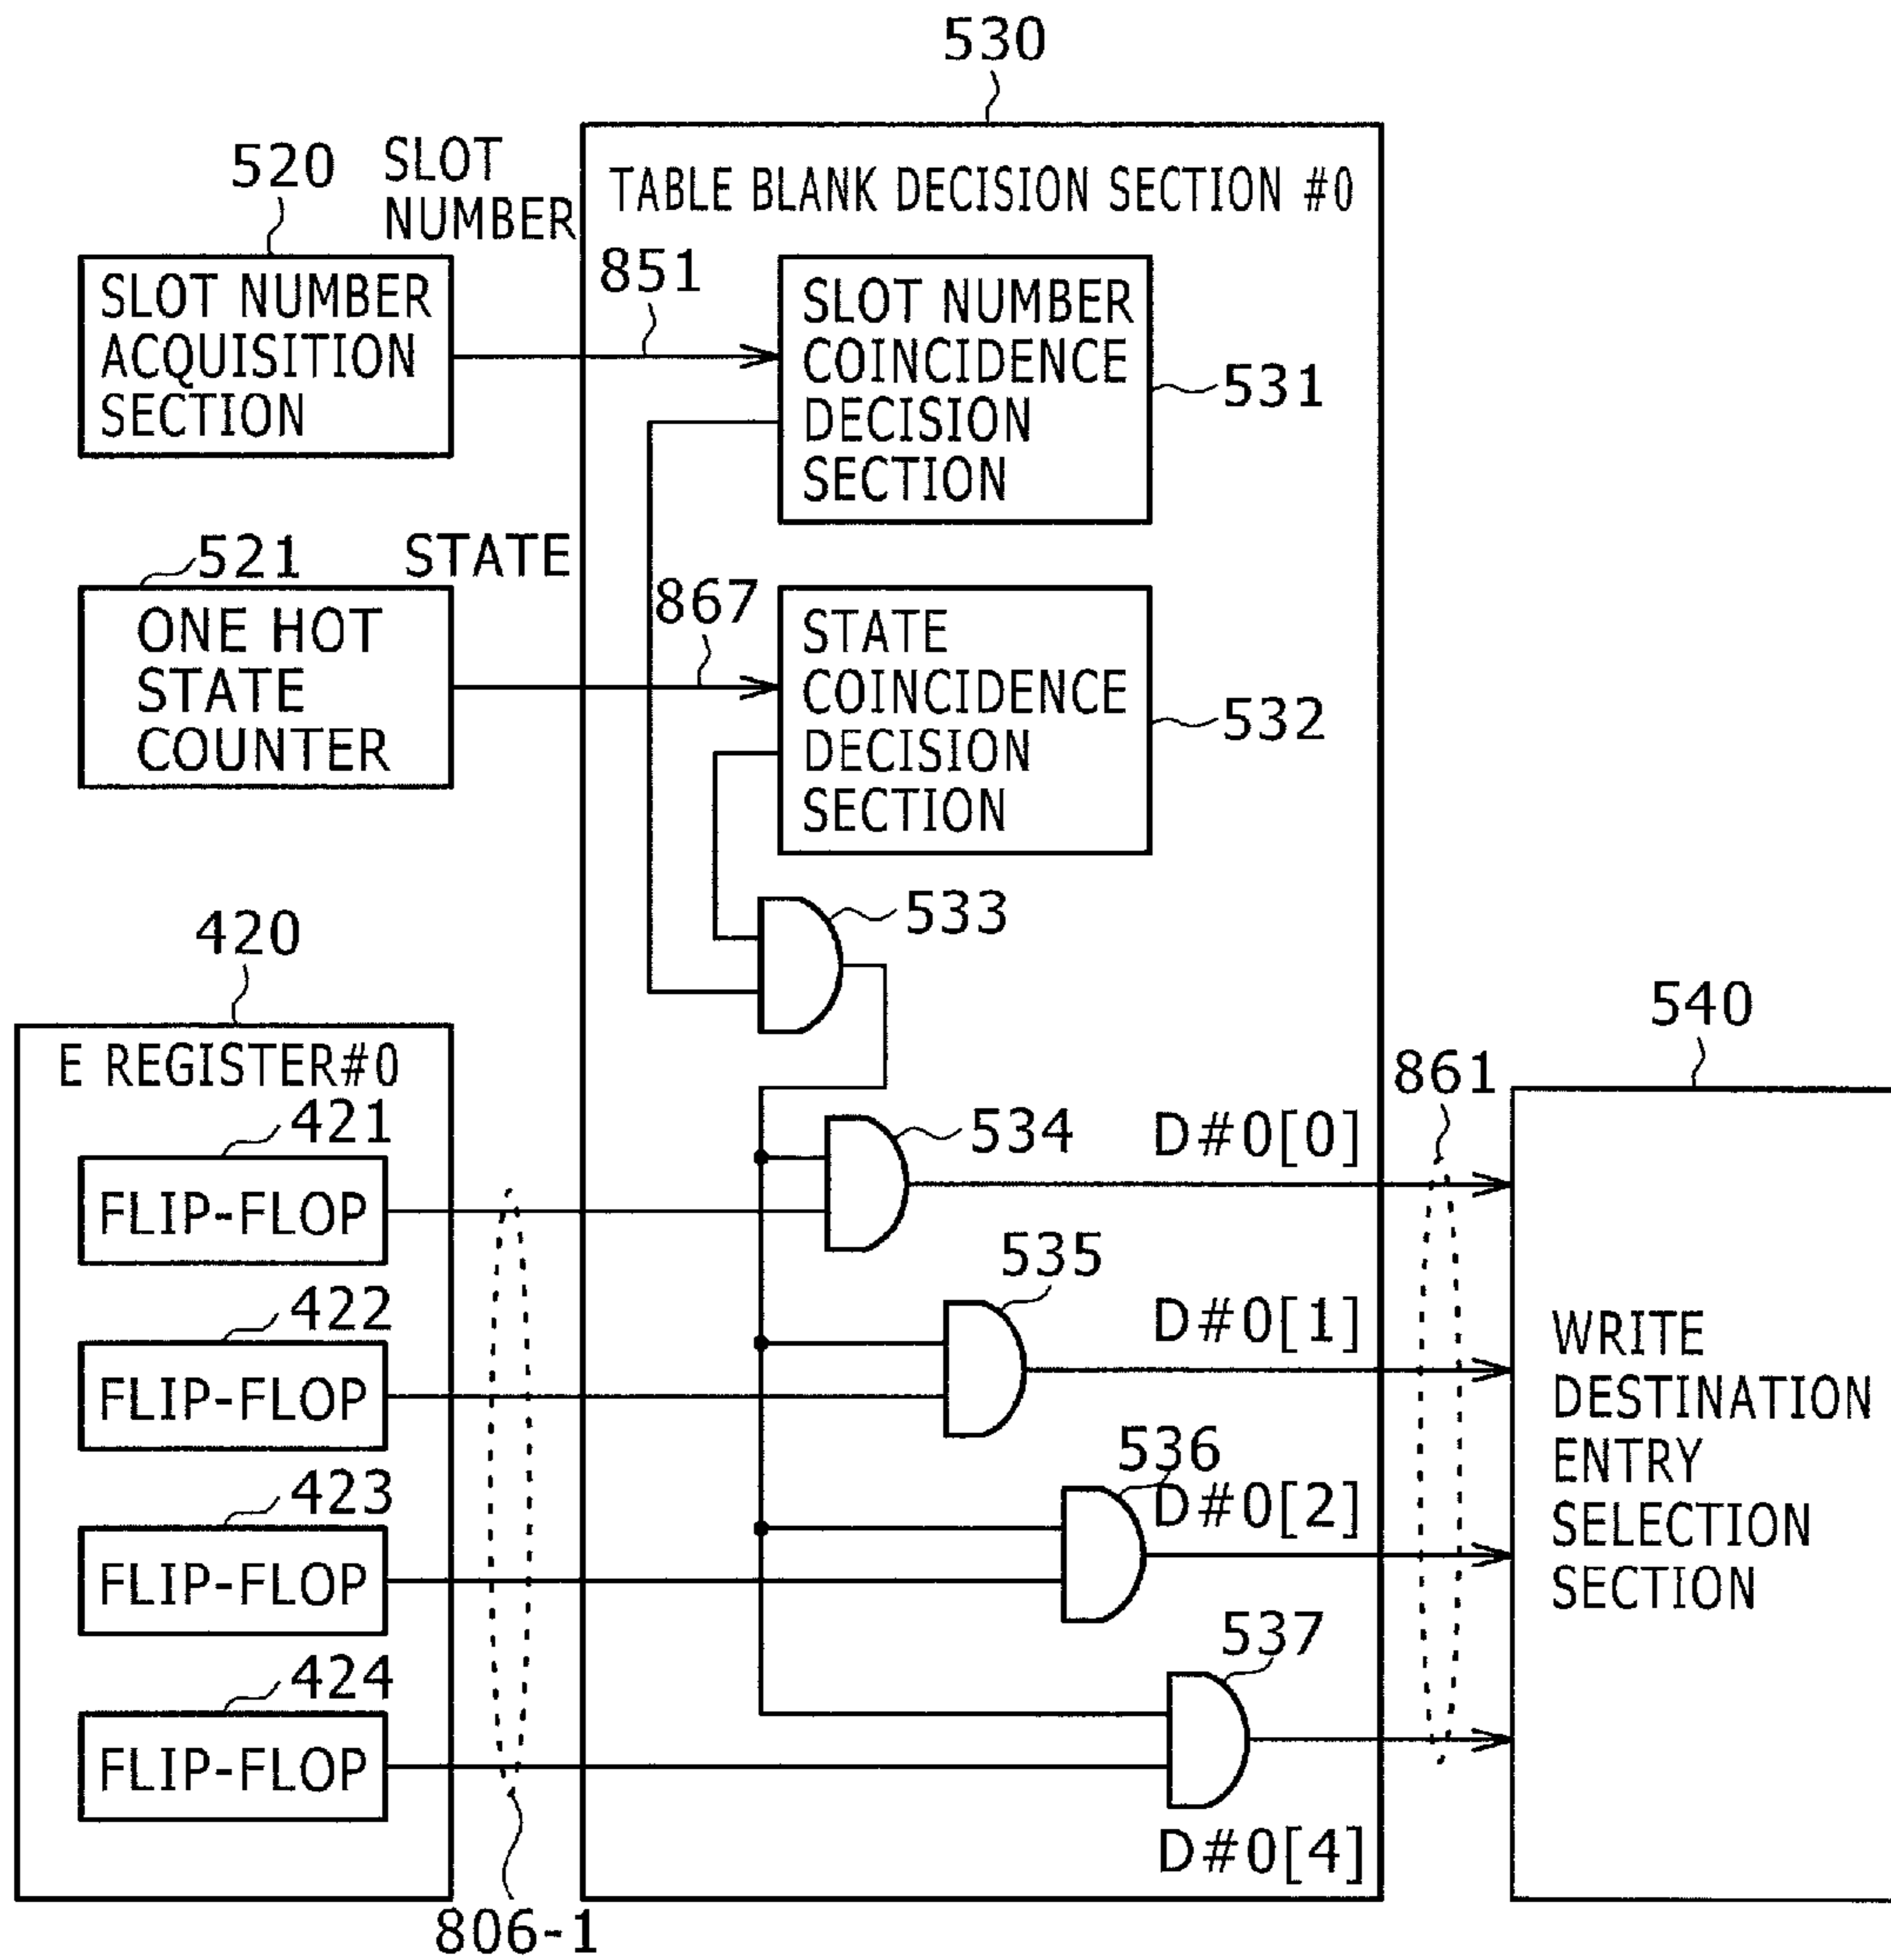 530
520
SLOT
NUMBER
TABLE BLANK DECISION SECTION #0
851
SLOT NUMBER
ACQUISITION
SECTION
SLOT NUMBER
COINCIDENCE
DECISION
SECTION
531
521
STATE
867
ONE HOT
STATE
COUNTER
STATE
COINCIDENCE
DECISION
SECTION
532
533
420
540
E REGISTER#0
861
421
534
D#0[0]
FLIP-FLOP
535
422
D#0[1]
FLIP-FLOP
WRITE
DESTINATION
ENTRY
SELECTION
SECTION
536
423
D#0[2]
FLIP-FLOP
537
424
FLIP-FLOP
D#0[4]
806-1